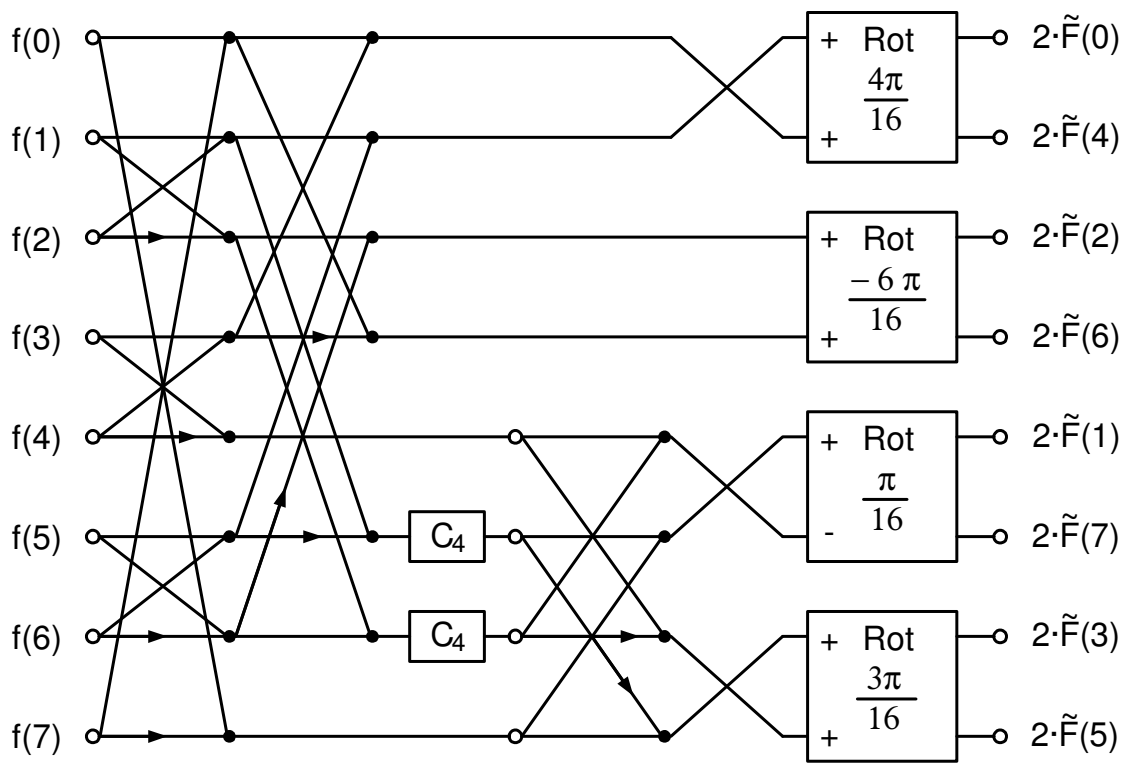 f(0)
f(1)
f(2)
f(3)
f(4)
f(5)
f(6)
f(7)
C₄
C₄
+ Rot
4π
16
+
+ Rot
– 6 π
16
+
+ Rot
π
16
-
+ Rot
3π
16
+
2·F̃(0)
2·F̃(4)
2·F̃(2)
2·F̃(6)
2·F̃(1)
2·F̃(7)
2·F̃(3)
2·F̃(5)